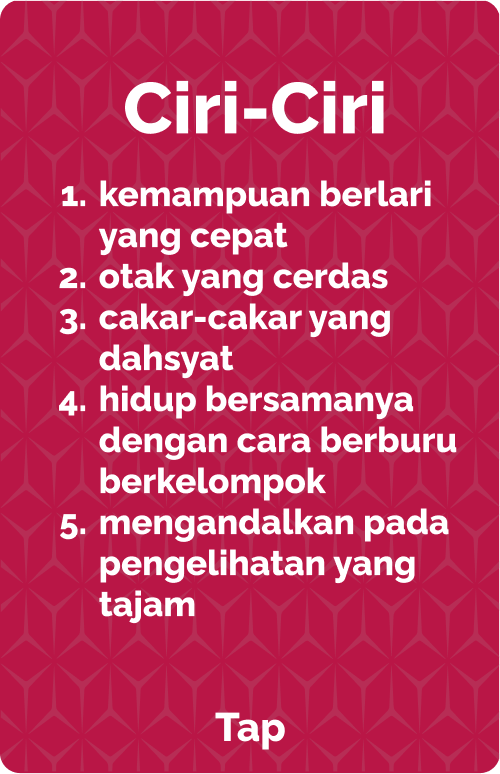 Ciri-Ciri
1. kemampuan berlari
yang cepat
2. otak yang cerdas
3. cakar-cakar yang
dahsyat
4. hidup bersamanya
dengan cara berburu
berkelompok
5. mengandalkan pada
pengelihatan yang
tajam
Tap